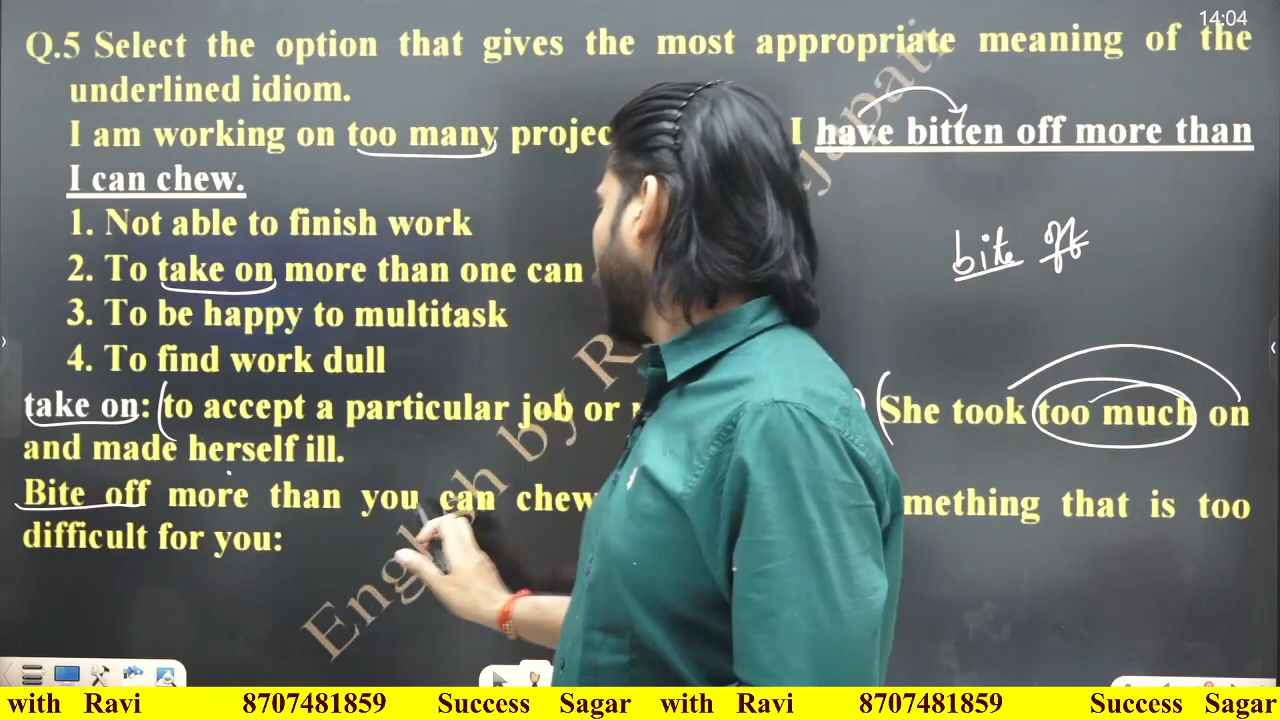 14:04
Q.5 Select the option that gives the most appropriate meaning of the
underlined idiom.
I am working on too many I have bitten off more than
I can chew.
1. Not able to finish work
bite off
2. To take on more than one can
3. To be happy to multitask
4. To find work dull
take on: (to accept a particular job or (She took too much on
and made herself ill.
Bite off more than you can chew that is too
difficult for you:
English by
with Ravi 8707481859 Success Sagar with Ravi 8707481859 Success Sagar